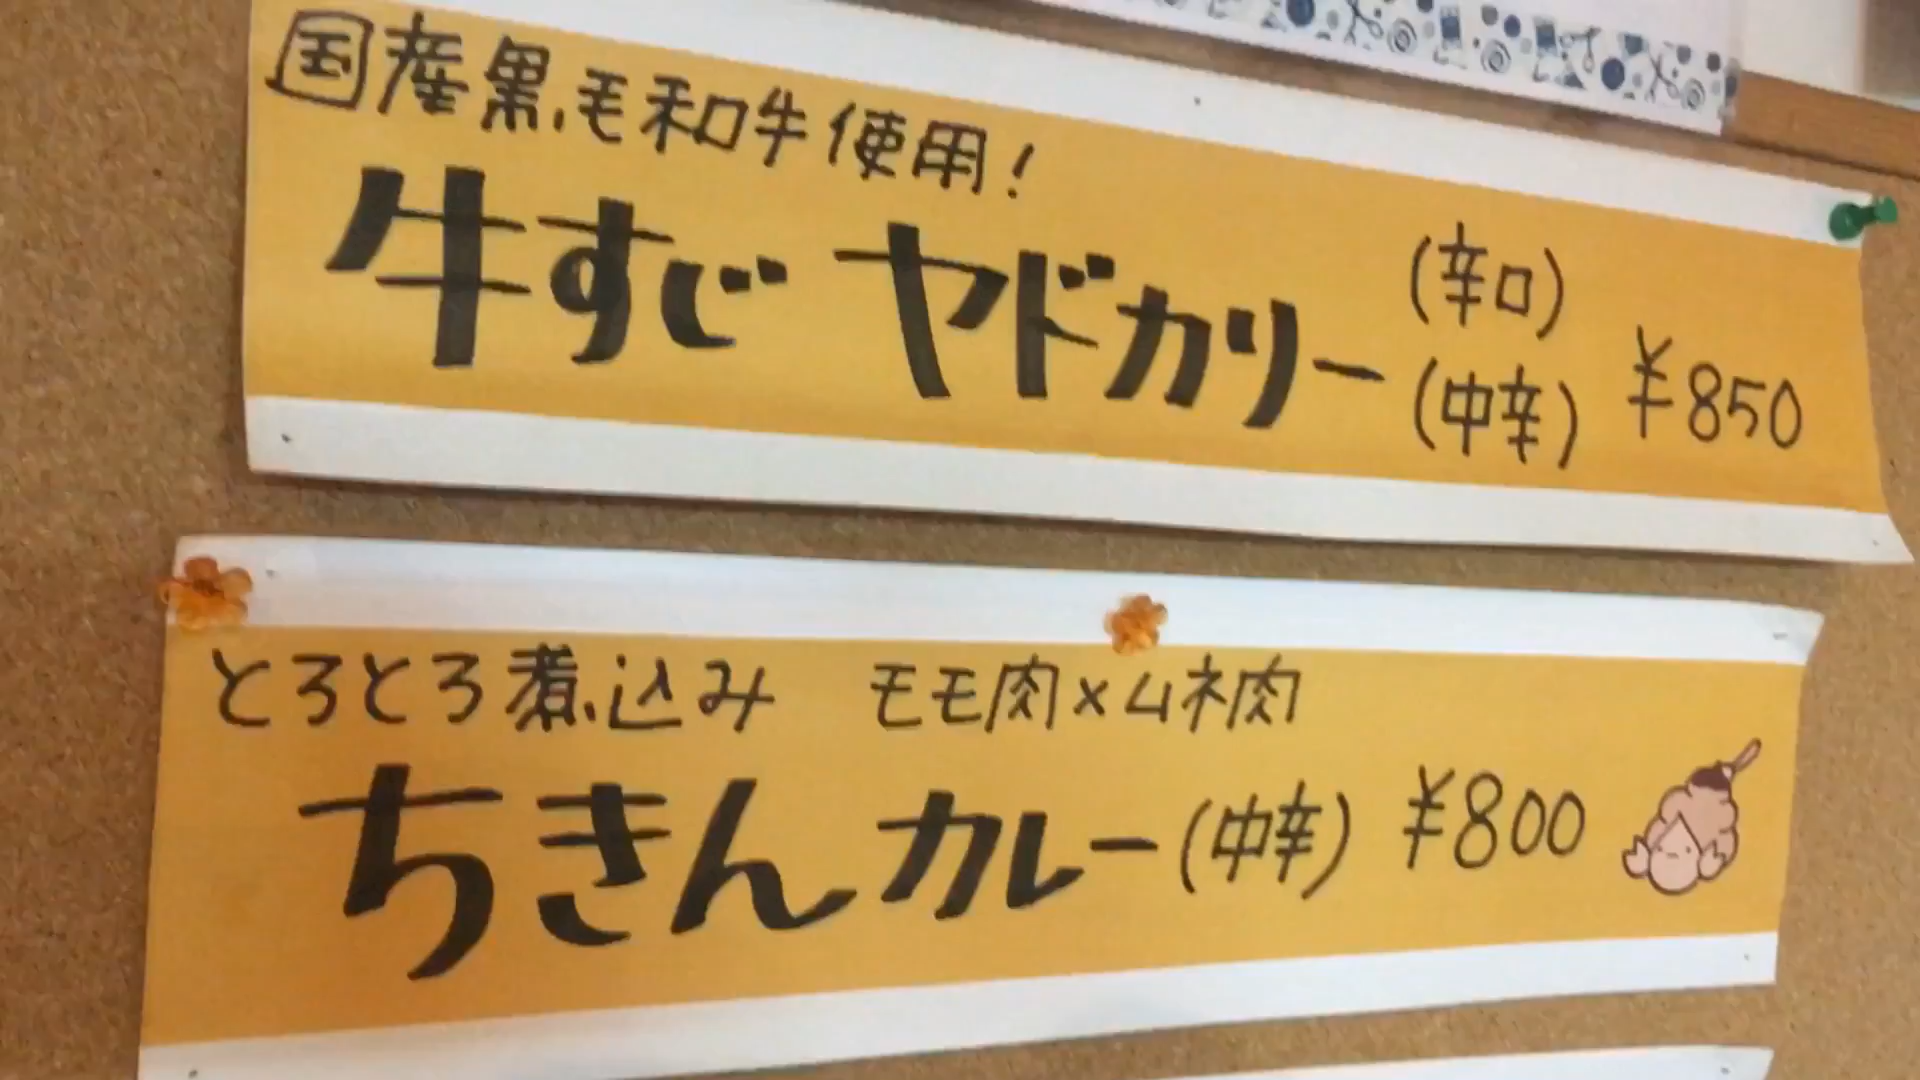 国産黒毛和牛使用!
牛すじ ヤドカリー (辛口) (中辛) ¥850
とろとろ煮込み モモ肉×ムネ肉
ちきんカレー (中辛) ¥800